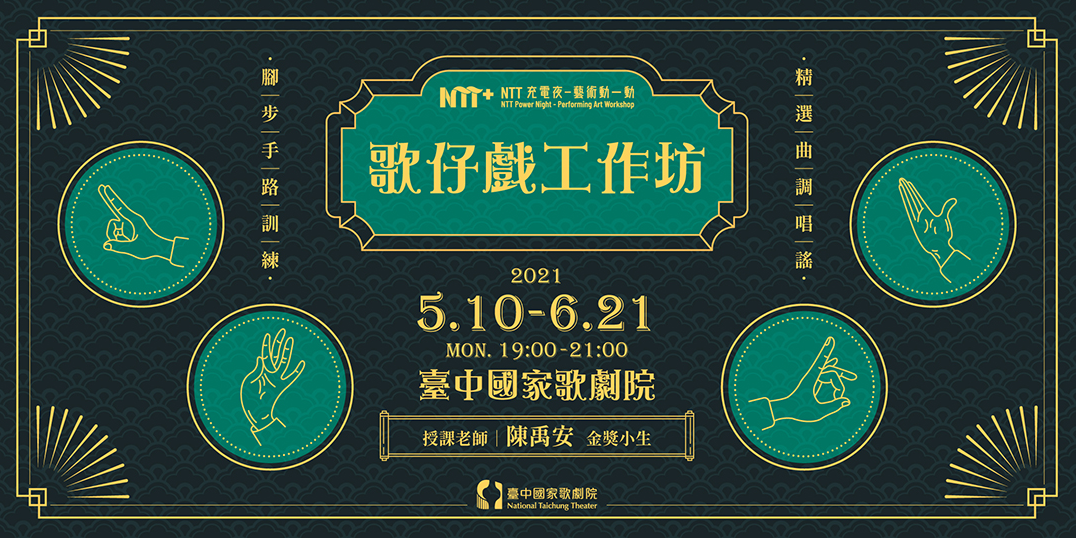 NTT+ NTT 充電夜－藝術動一動
NTT Power Night - Performing Art Workshop
歌仔戲工作坊
·腳｜步｜手｜路｜訓｜練·
·精｜選｜曲｜調｜唱｜謠·
2021
5.10-6.21
MON. 19:00-21:00
臺中國家歌劇院
授課老師｜陳禹安 金獎小生
臺中國家歌劇院
National Taichung Theater